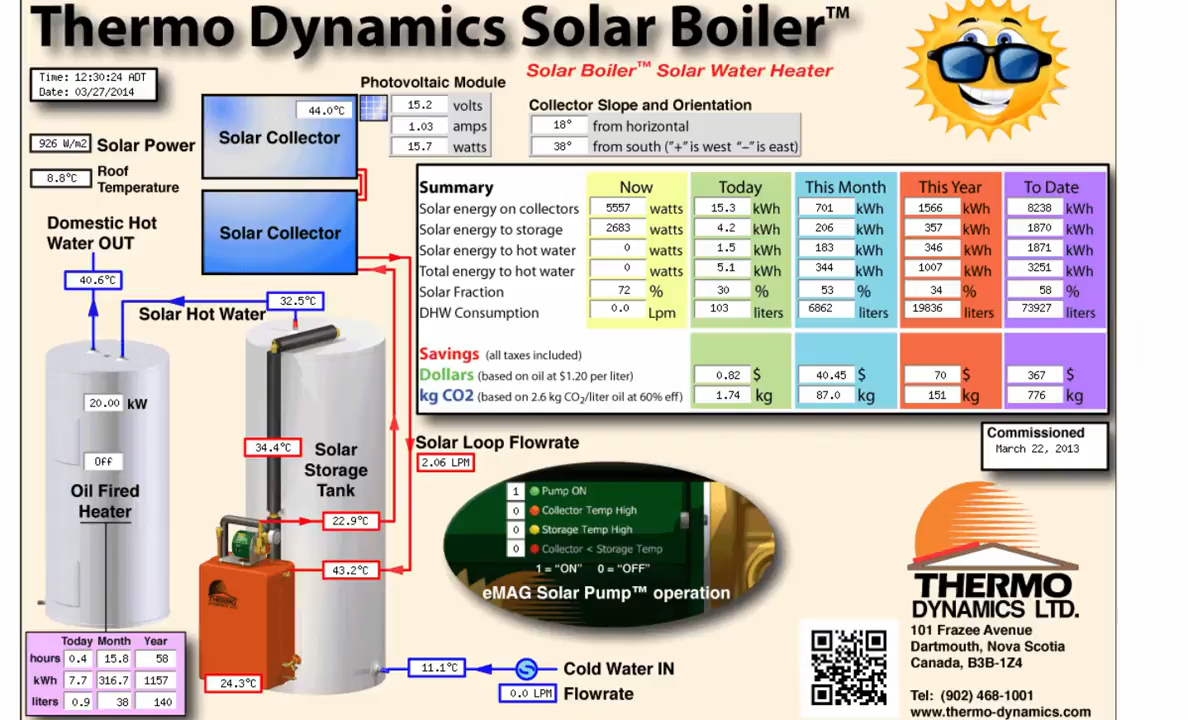 Thermo Dynamics Solar Boiler™
Solar Boiler™ Solar Water Heater
Time: 12:30:24 ADT
Date: 03/27/2014
926 W/m2 Solar Power
8.8°C Roof Temperature
Domestic Hot
Water OUT
40.6°C
44.0°C
Solar Collector
Solar Collector
Photovoltaic Module
15.2 volts
1.03 amps
15.7 watts
Collector Slope and Orientation
18° from horizontal
38° from south ("+" is west "–" is east)
Summary Now Today This Month This Year To Date
Solar energy on collectors 5557 watts 15.3 kWh 701 kWh 1566 kWh 8238 kWh
Solar energy to storage 2683 watts 4.2 kWh 206 kWh 357 kWh 1870 kWh
Solar energy to hot water 0 watts 1.5 kWh 183 kWh 346 kWh 1871 kWh
Total energy to hot water 0 watts 5.1 kWh 344 kWh 1007 kWh 3251 kWh
Solar Fraction 72 % 30 % 53 % 34 % 58 %
DHW Consumption 0.0 Lpm 103 liters 6862 liters 19836 liters 73927 liters
Savings (all taxes included)
Dollars (based on oil at $1.20 per liter) 0.82 $ 40.45 $ 70 $ 367 $
kg CO2 (based on 2.6 kg CO2/liter oil at 60% eff) 1.74 kg 87.0 kg 151 kg 776 kg
Commissioned
March 22, 2013
32.5°C
Solar Hot Water
20.00 kW
Off
Oil Fired
Heater
34.4°C
Solar
Storage
Tank
22.9°C
43.2°C
THERMO
DYNAMICS
24.3°C
Solar Loop Flowrate
2.06 LPM
1 Pump ON
0 Collector Temp High
0 Storage Temp High
0 Collector < Storage Temp
1 = "ON" 0 = "OFF"
eMAG Solar Pump™ operation
11.1°C S Cold Water IN
0.0 LPM Flowrate
Today Month Year
hours 0.4 15.8 58
kWh 7.7 316.7 1157
liters 0.9 38 140
THERMO
DYNAMICS LTD.
101 Frazee Avenue
Dartmouth, Nova Scotia
Canada, B3B-1Z4
Tel: (902) 468-1001
www.thermo-dynamics.com